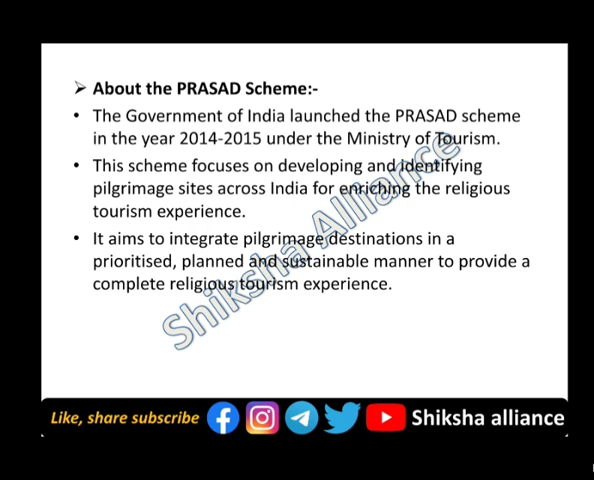 ➤ About the PRASAD Scheme:-
• The Government of India launched the PRASAD scheme
in the year 2014-2015 under the Ministry of Tourism.
• This scheme focuses on developing and identifying
pilgrimage sites across India for enriching the religious
tourism experience.
• It aims to integrate pilgrimage destinations in a
prioritised, planned and sustainable manner to provide a
complete religious tourism experience.
Shiksha Alliance
Like, share subscribe
Shiksha alliance